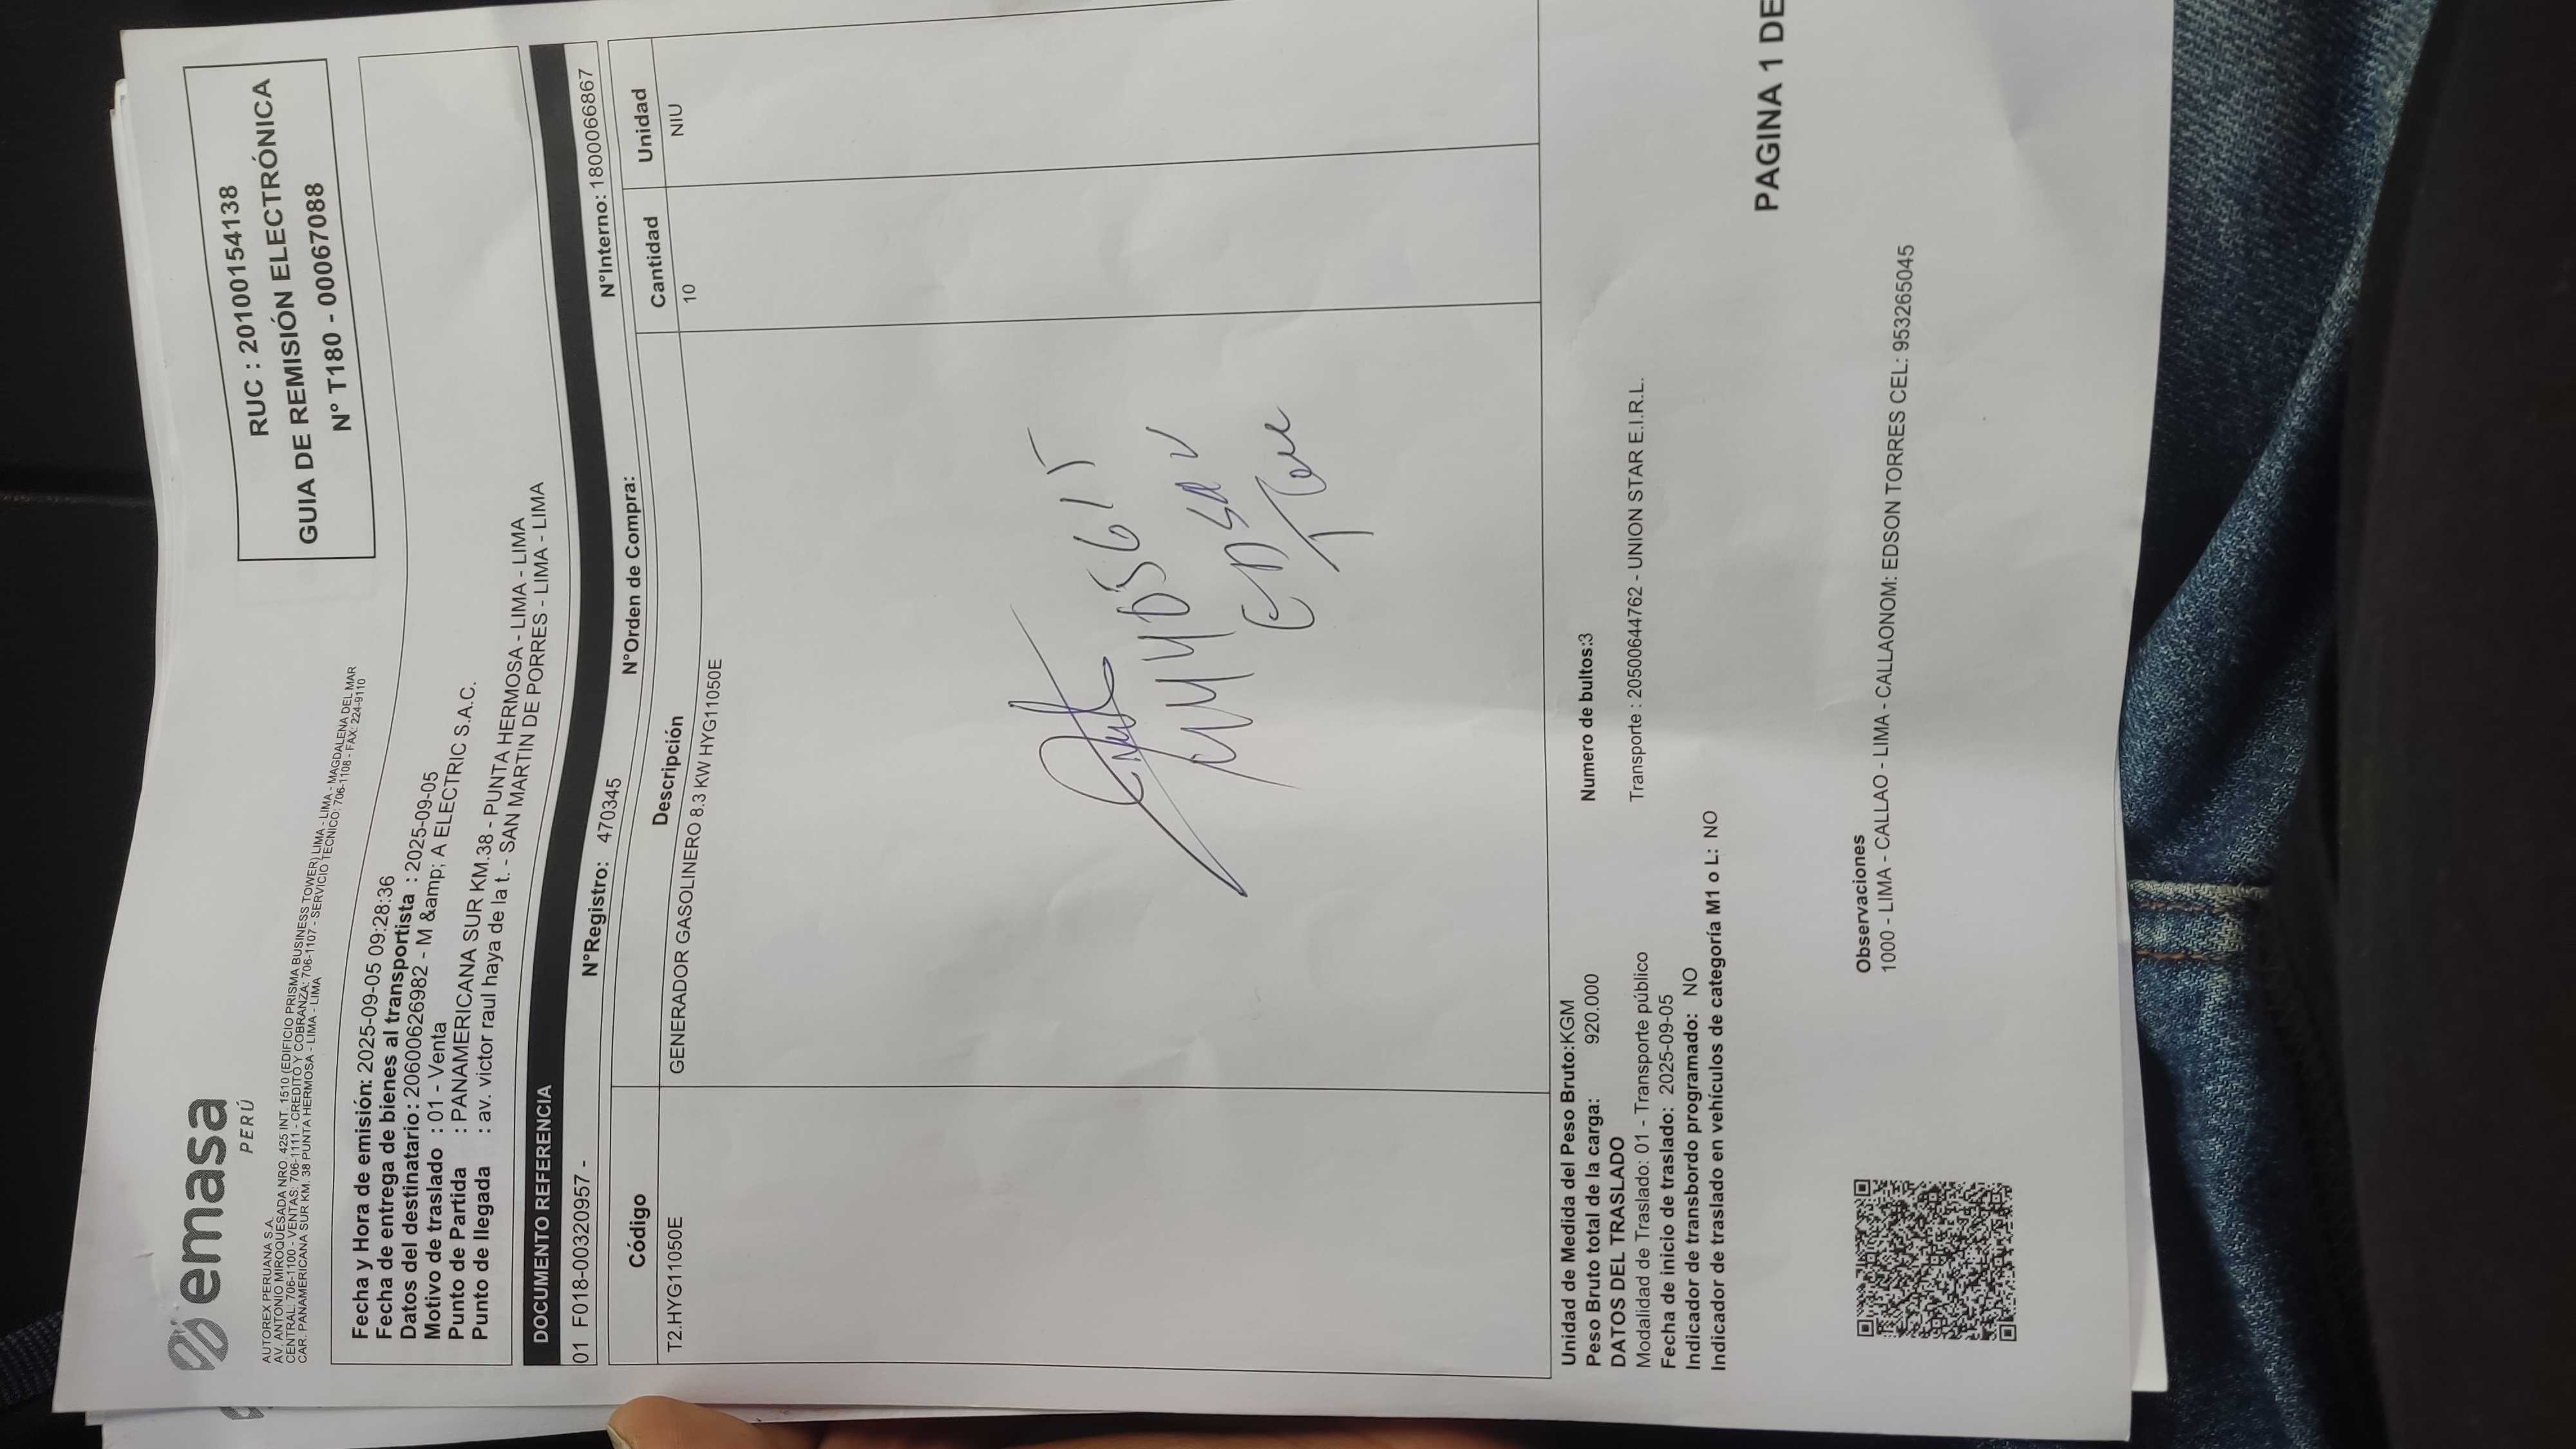 emasa
PERÚ
RUC : 20100154138
GUIA DE REMISIÓN ELECTRÓNICA
N° T180 - 00067088
AUTOREX PERUANA S.A.
AV. ANTONIO MIROQUESADA NRO. 425 INT. 1510 (EDIFICIO PRISMA BUSINESS TOWER) LIMA - LIMA - MAGDALENA DEL MAR
CENTRAL: 706-1100 - VENTAS: 706-1111 - CREDITO Y COBRANZA: 706-1107 - SERVICIO TECNICO: 706-1108 - FAX: 224-9110
CAR. PANAMERICANA SUR KM. 38 PUNTA HERMOSA - LIMA - LIMA
Fecha y Hora de emisión: 2025-09-05 09:28:36
Fecha de entrega de bienes al transportista : 2025-09-05
Datos del destinatario : 20600626982 - M &amp; A ELECTRIC S.A.C.
Motivo de traslado : 01 - Venta
Punto de Partida : PANAMERICANA SUR KM.38 - PUNTA HERMOSA - LIMA - LIMA
Punto de llegada : av. victor raul haya de la t. - SAN MARTIN DE PORRES - LIMA - LIMA
DOCUMENTO REFERENCIA
01 F018-00320957 -
N°Registro: 470345 N°Orden de Compra: N°Interno: 1800066867
Código Descripción Cantidad Unidad
T2.HYG11050E GENERADOR GASOLINERO 8.3 KW HYG11050E 10 NIU
Unidad de Medida del Peso Bruto:KGM
Peso Bruto total de la carga: 920.000 Numero de bultos:3
DATOS DEL TRASLADO
Modalidad de Traslado: 01 - Transporte público Transporte : 20500644762 - UNION STAR E.I.R.L.
Fecha de inicio de traslado: 2025-09-05
Indicador de transbordo programado: NO
Indicador de traslado en vehículos de categoría M1 o L: NO
PAGINA 1 DE
Observaciones
1000 - LIMA - CALLAO - LIMA - CALLAONOM: EDSON TORRES CEL: 953265045